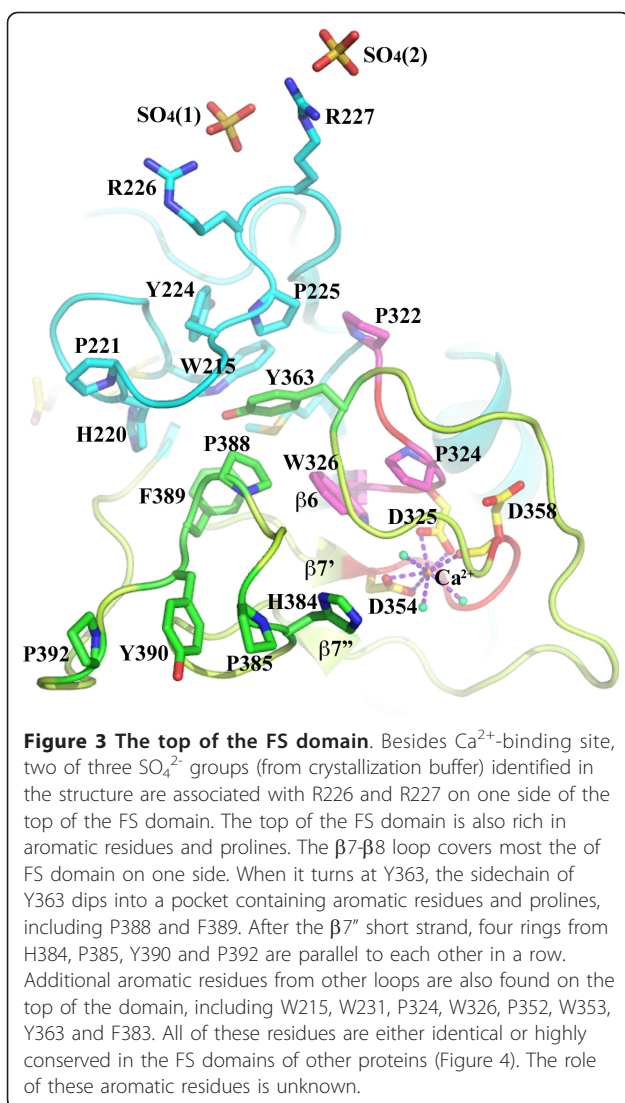 SO₄(2)
SO₄(1)
R227
R226
Y224
P225
P322
P221
W215
Y363
H220
P388
W326
P324
F389
β6
D325
D358
β7'
Ca²⁺
H384
D354
P392
Y390
P385
β7"
Figure 3 The top of the FS domain. Besides Ca²⁺-binding site,
two of three SO₄²⁻ groups (from crystallization buffer) identified in
the structure are associated with R226 and R227 on one side of the
top of the FS domain. The top of the FS domain is also rich in
aromatic residues and prolines. The β7-β8 loop covers most the of
FS domain on one side. When it turns at Y363, the sidechain of
Y363 dips into a pocket containing aromatic residues and prolines,
including P388 and F389. After the β7" short strand, four rings from
H384, P385, Y390 and P392 are parallel to each other in a row.
Additional aromatic residues from other loops are also found on the
top of the domain, including W215, W231, P324, W326, P352, W353,
Y363 and F383. All of these residues are either identical or highly
conserved in the FS domains of other proteins (Figure 4). The role
of these aromatic residues is unknown.